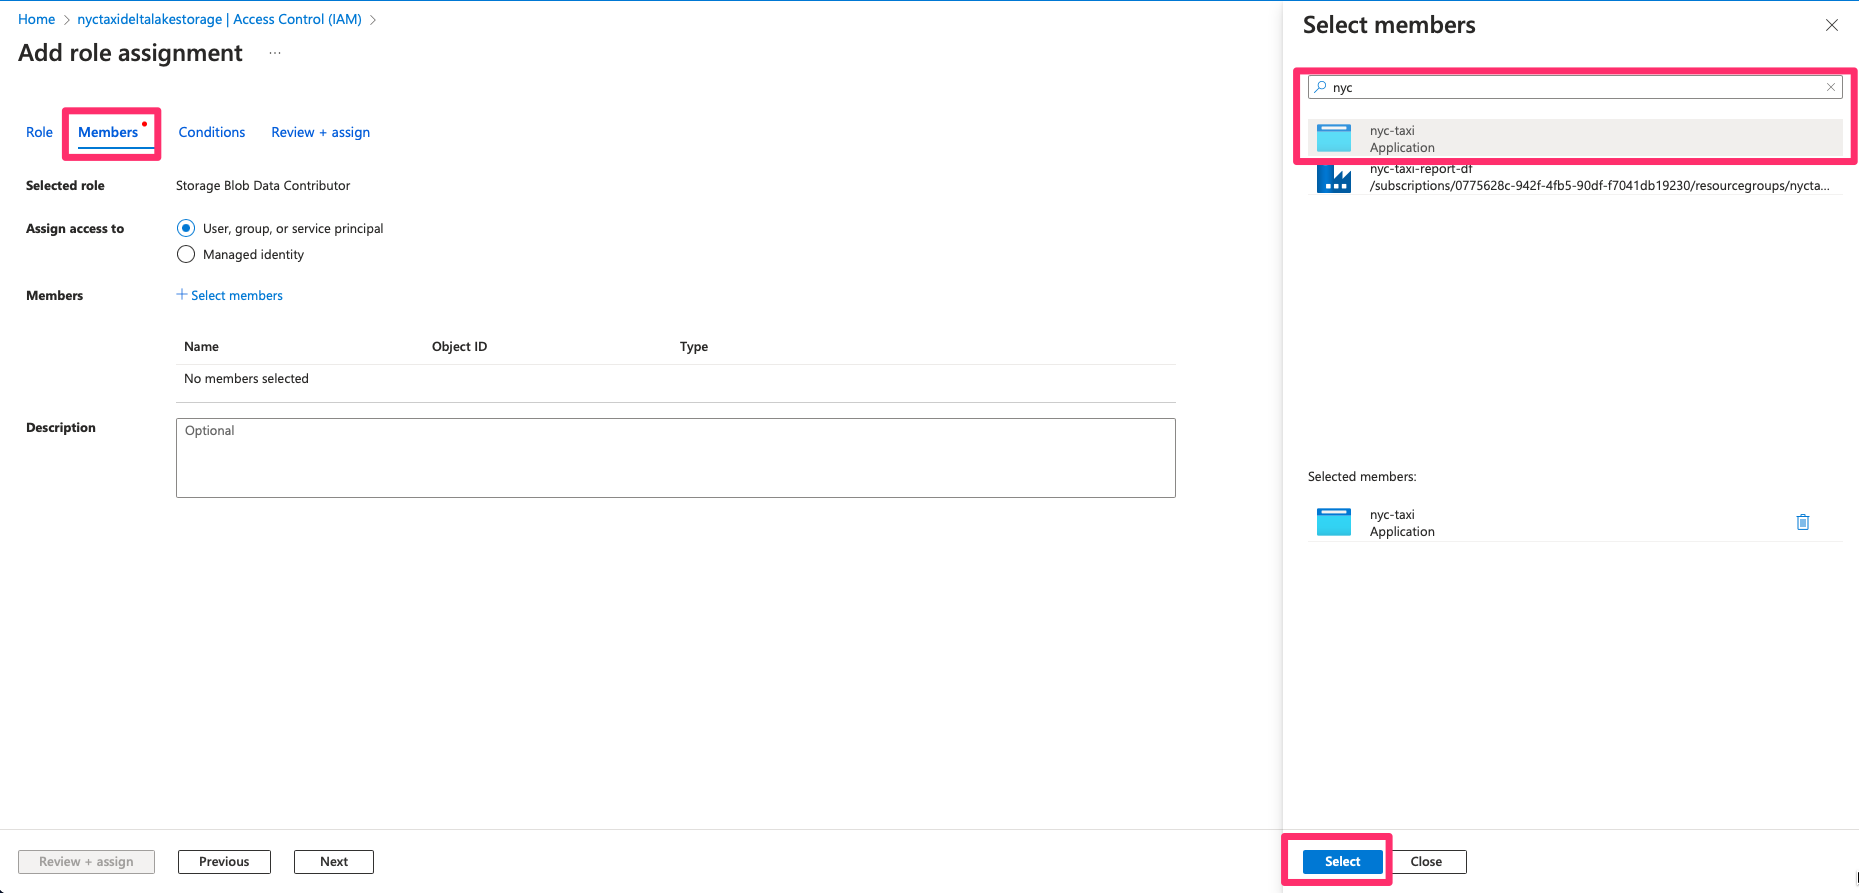 Home > nyctaxideltalakestorage | Access Control (IAM) >
Add role assignment ...
Role Members Conditions Review + assign
Selected role Storage Blob Data Contributor
Assign access to User, group, or service principal
Managed identity
Members + Select members
Name Object ID Type
No members selected
Description Optional
Review + assign Previous Next
Select members
nyc
nyc-taxi
Application
nyc-taxi-report-df
/subscriptions/0775628c-942f-4fb5-90df-f7041db19230/resourcegroups/nycta...
Selected members:
nyc-taxi
Application
Select Close